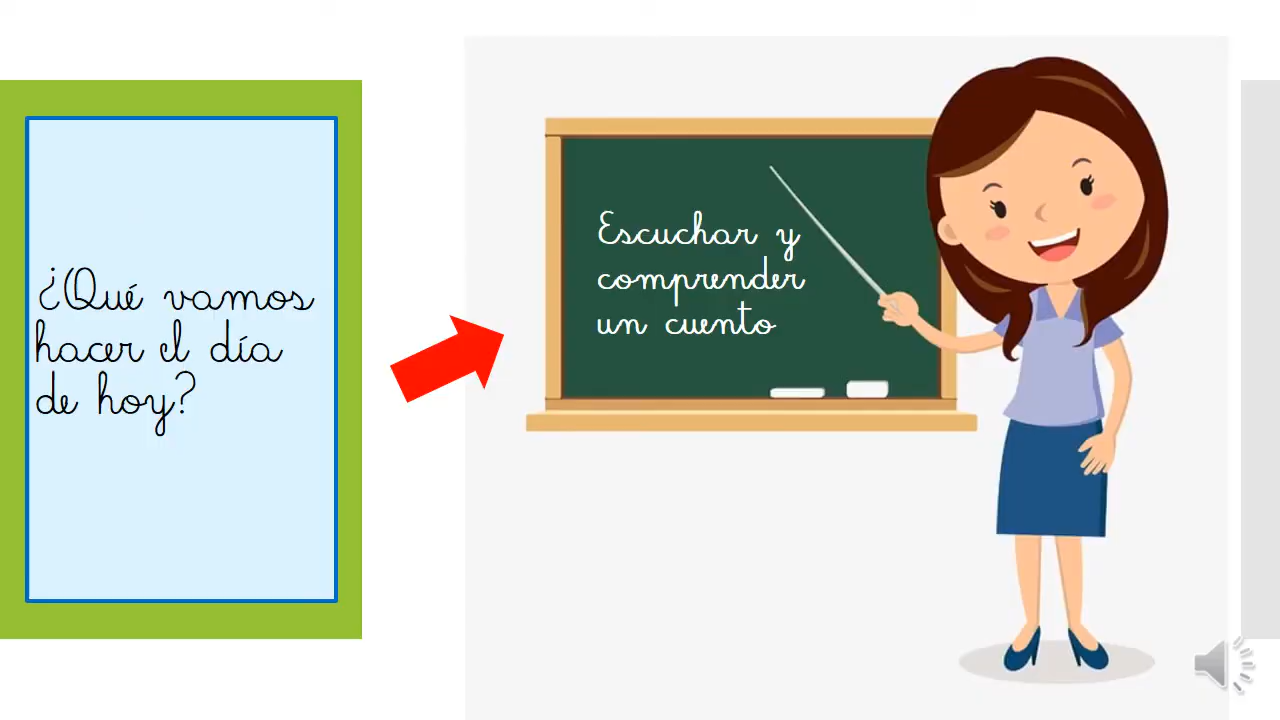 ¿Qué vamos
hacer el día
de hoy?
Escuchar y
comprender
un cuento